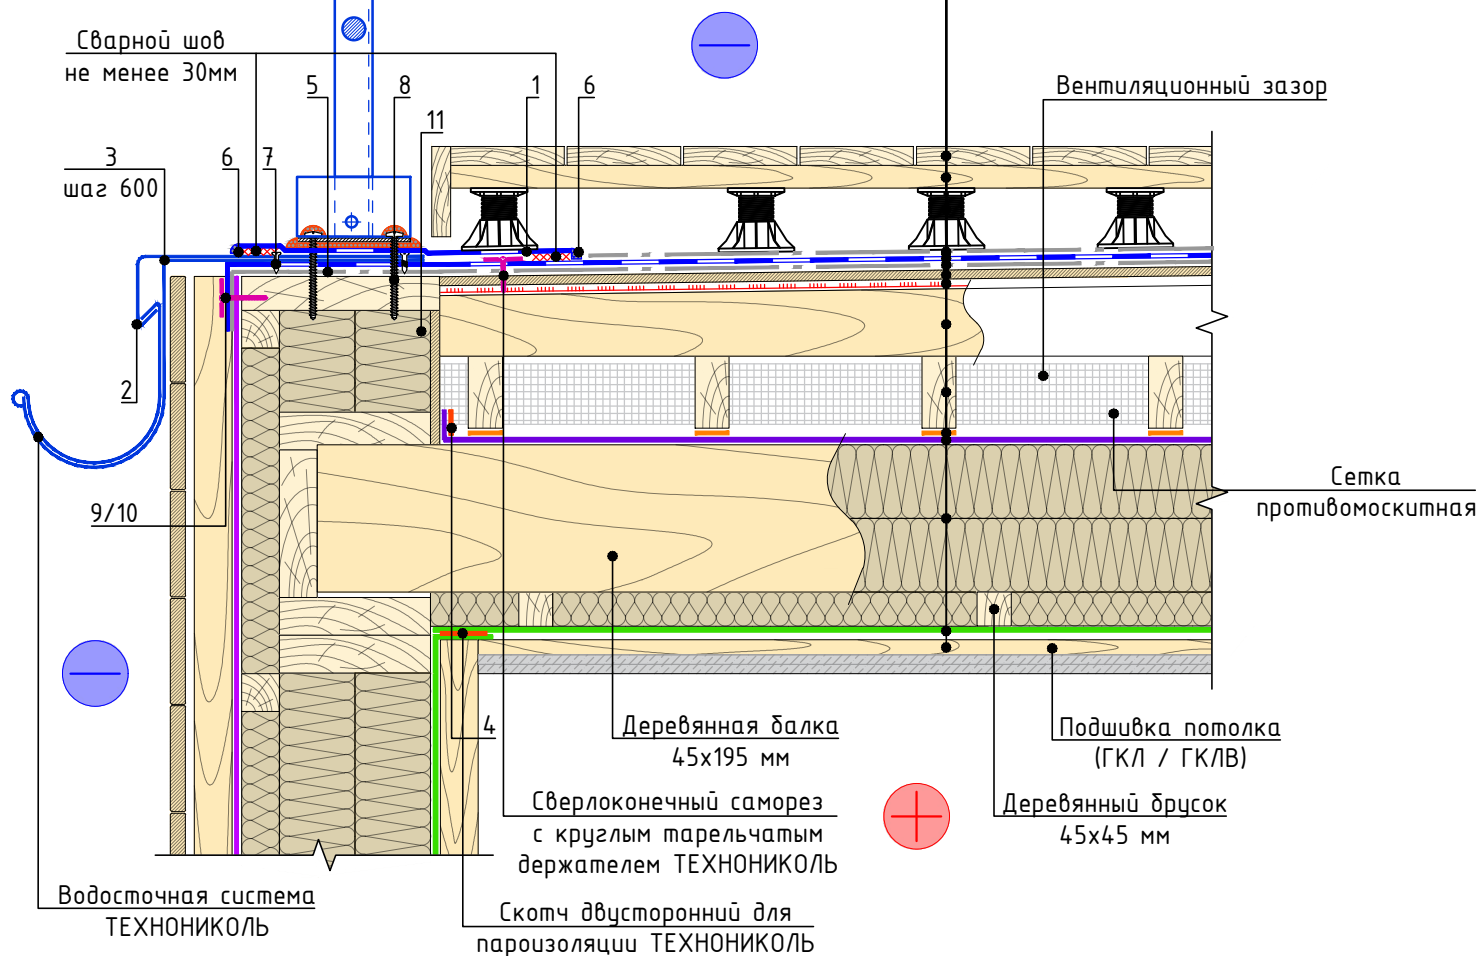 Сварной шов
не менее 30мм
5
8
1
6
Вентиляционный зазор
11
3
шаг 600
6
7
2
9/10
Сетка
противомоскитная
4
Деревянная балка
45х195 мм
Подшивка потолка
(ГКЛ / ГКЛВ)
Сверлоконечный саморез
с круглым тарельчатым
держателем ТЕХНОНИКОЛЬ
Деревянный брусок
45х45 мм
Водосточная система
ТЕХНОНИКОЛЬ
Скотч двусторонний для
пароизоляции ТЕХНОНИКОЛЬ